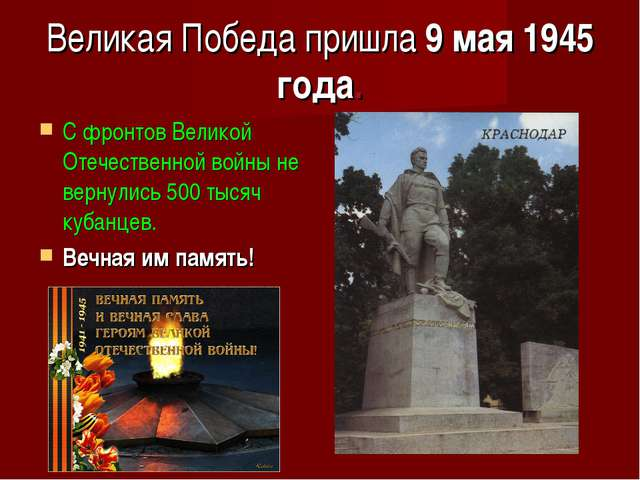 Великая Победа пришла 9 мая 1945
года.
С фронтов Великой
Отечественной войны не
вернулись 500 тысяч
кубанцев.
Вечная им память!
КРАСНОДАР
1941 - 1945
ВЕЧНАЯ ПАМЯТЬ
И ВЕЧНАЯ СЛАВА
ГЕРОЯМ ВЕЛИКОЙ
ОТЕЧЕСТВЕННОЙ ВОЙНЫ!